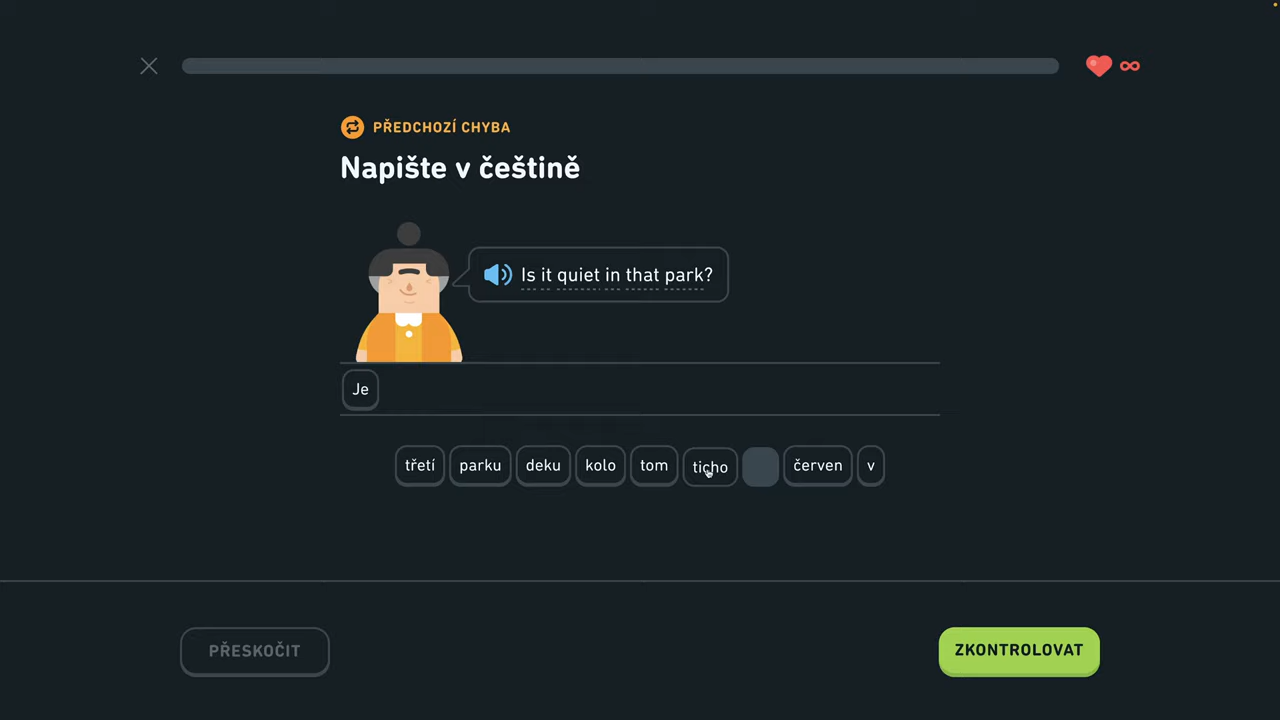 PŘEDCHOZÍ CHYBA
Napište v češtině
Is it quiet in that park?
Je
třetí parku deku kolo tom ticho červen v
PŘESKOČIT ZKONTROLOVAT